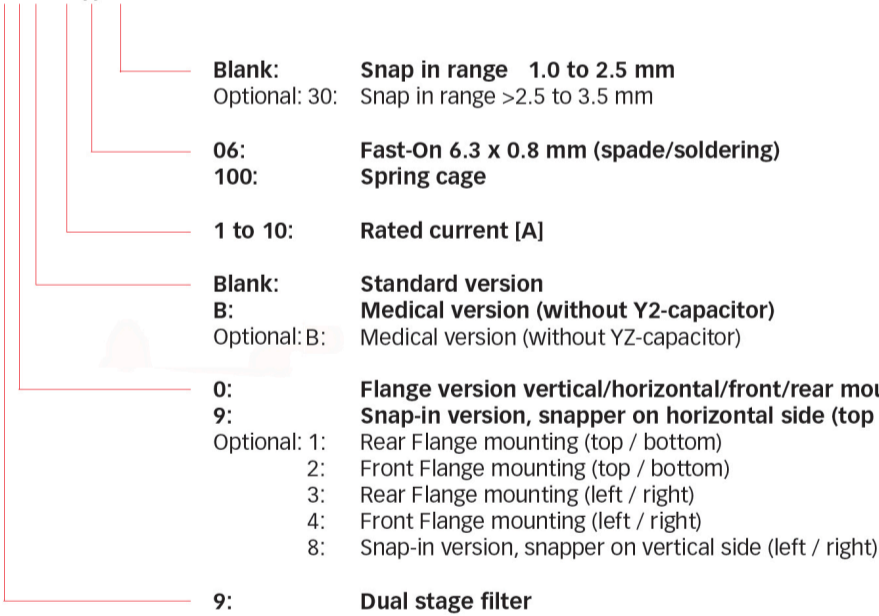 Blank: Snap in range 1.0 to 2.5 mm
Optional: 30: Snap in range >2.5 to 3.5 mm
06: Fast-On 6.3 x 0.8 mm (spade/soldering)
100: Spring cage
1 to 10: Rated current [A]
Blank: Standard version
B: Medical version (without Y2-capacitor)
Optional: B: Medical version (without YZ-capacitor)
0: Flange version vertical/horizontal/front/rear mou
9: Snap-in version, snapper on horizontal side (top
Optional: 1: Rear Flange mounting (top / bottom)
2: Front Flange mounting (top / bottom)
3: Rear Flange mounting (left / right)
4: Front Flange mounting (left / right)
8: Snap-in version, snapper on vertical side (left / right)
9: Dual stage filter